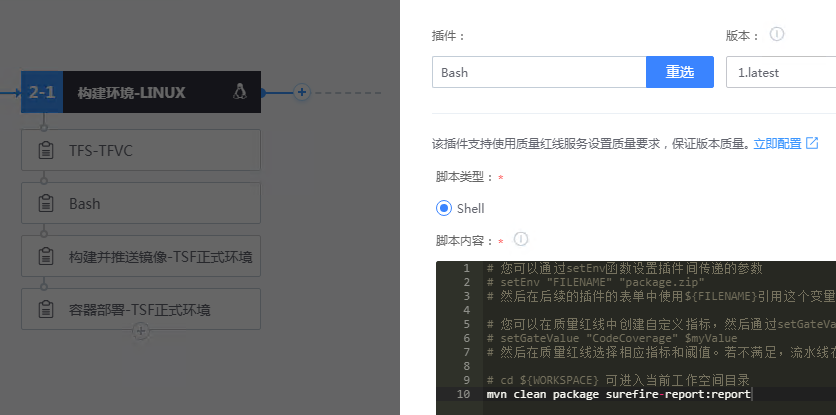 2-1 构建环境-LINUX
TFS-TFVC
Bash
构建并推送镜像-TSF正式环境
容器部署-TSF正式环境
插件：
版本：
Bash
重选
1.latest
该插件支持使用质量红线服务设置质量要求，保证版本质量。立即配置
脚本类型：*
Shell
脚本内容：*
1 # 您可以通过setEnv函数设置插件间传递的参数
2 # setEnv "FILENAME" "package.zip"
3 # 然后在后续的插件的表单中使用${FILENAME}引用这个变量
4
5 # 您可以在质量红线中创建自定义指标，然后通过setGateVa
6 # setGateValue "CodeCoverage" $myValue
7 # 然后在质量红线选择相应指标和阈值。若不满足，流水线在
8
9 # cd ${WORKSPACE} 可进入当前工作空间目录
10 mvn clean package surefire-report:report